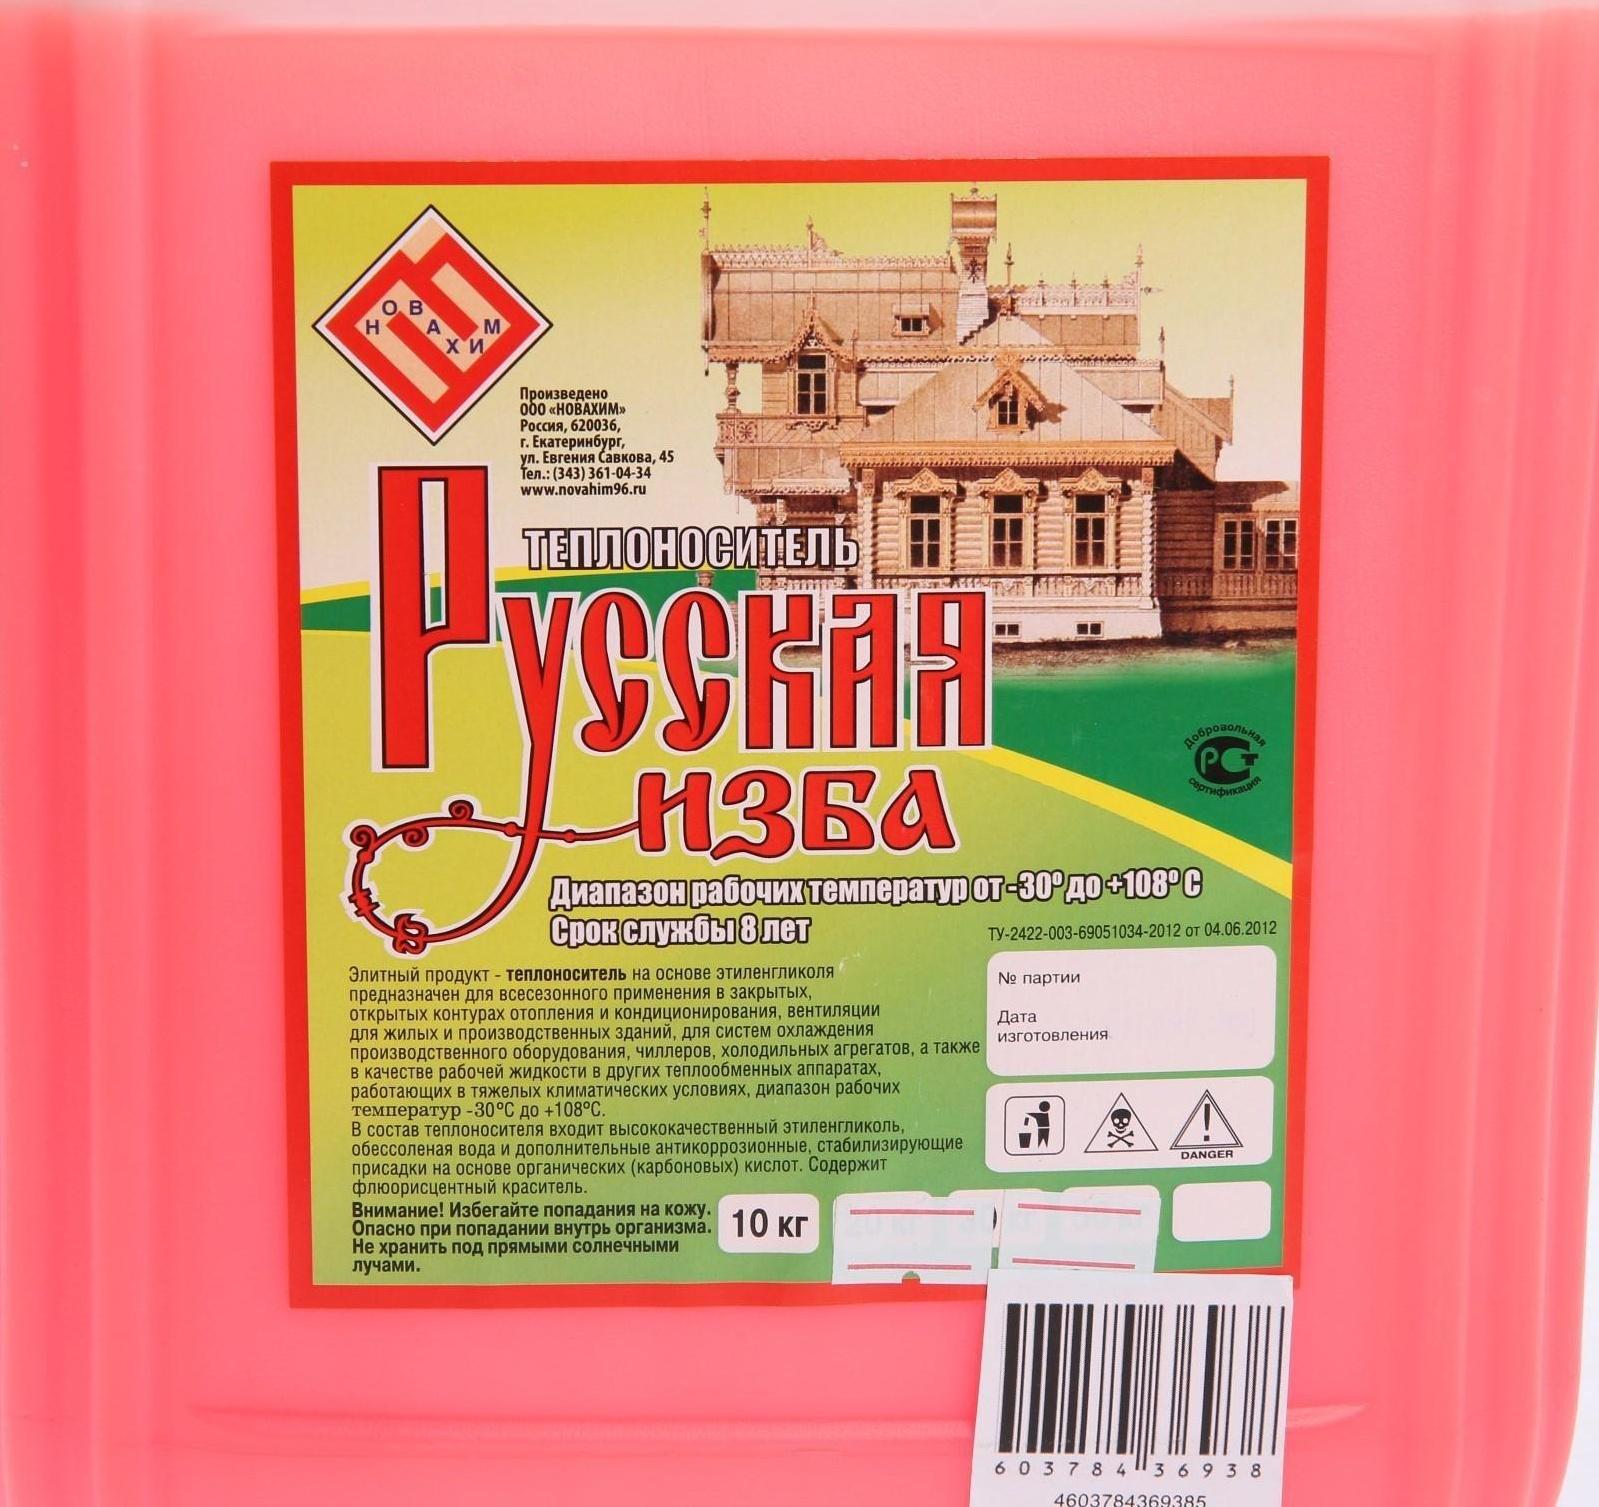 НОВАХИМ
Произведено
ООО «НОВАХИМ»
Россия, 620036,
г. Екатеринбург,
ул. Евгения Савкова, 45
Тел.: (343) 361-04-34
www.novahim96.ru
ТЕПЛОНОСИТЕЛЬ
Русская
изба
Добровольная
РСТ
сертификация
Диапазон рабочих температур от -30º до +108º С
Срок службы 8 лет
ТУ-2422-003-69051034-2012 от 04.06.2012
Элитный продукт - теплоноситель на основе этиленгликоля
предназначен для всесезонного применения в закрытых,
открытых контурах отопления и кондиционирования, вентиляции
для жилых и производственных зданий, для систем охлаждения
производственного оборудования, чиллеров, холодильных агрегатов, а также
в качестве рабочей жидкости в других теплообменных аппаратах,
работающих в тяжелых климатических условиях, диапазон рабочих
температур -30ºС до +108ºС.
В состав теплоносителя входит высококачественный этиленгликоль,
обессоленая вода и дополнительные антикоррозионные, стабилизирующие
присадки на основе органических (карбоновых) кислот. Содержит
флюорисцентный краситель.
Внимание! Избегайте попадания на кожу.
Опасно при попадании внутрь организма.
Не хранить под прямыми солнечными
лучами.
№ партии
Дата
изготовления
DANGER
10 кг
603784 36938
4603784369385